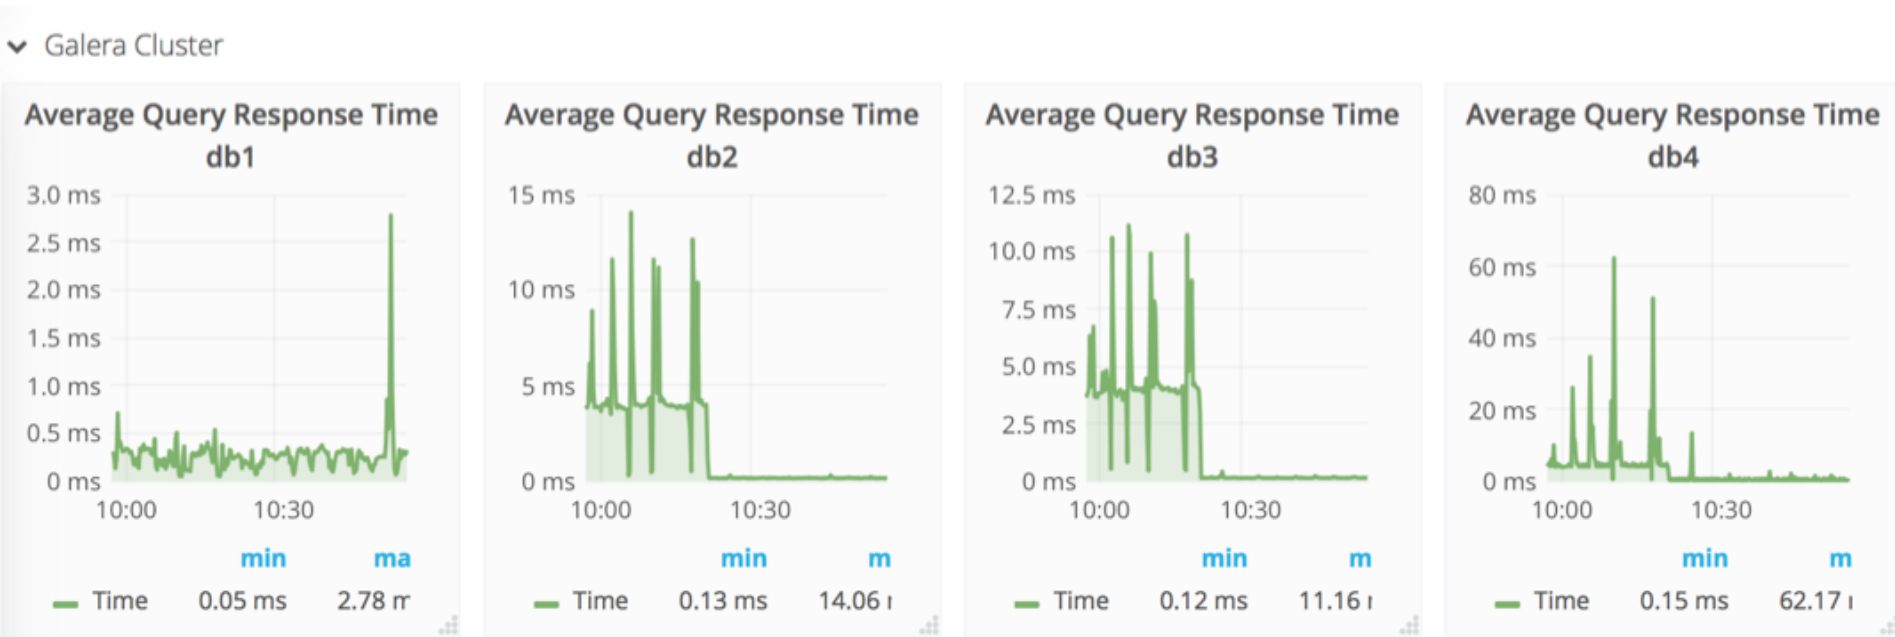 Galera Cluster
Average Query Response Time
db1
3.0 ms
2.5 ms
2.0 ms
1.5 ms
1.0 ms
0.5 ms
0 ms
10:00 10:30
min ma
Time 0.05 ms 2.78 m
Average Query Response Time
db2
15 ms
10 ms
5 ms
0 ms
10:00 10:30
min m
Time 0.13 ms 14.06
Average Query Response Time
db3
12.5 ms
10.0 ms
7.5 ms
5.0 ms
2.5 ms
0 ms
10:00 10:30
min m
Time 0.12 ms 11.16
Average Query Response Time
db4
80 ms
60 ms
40 ms
20 ms
0 ms
10:00 10:30
min m
Time 0.15 ms 62.17